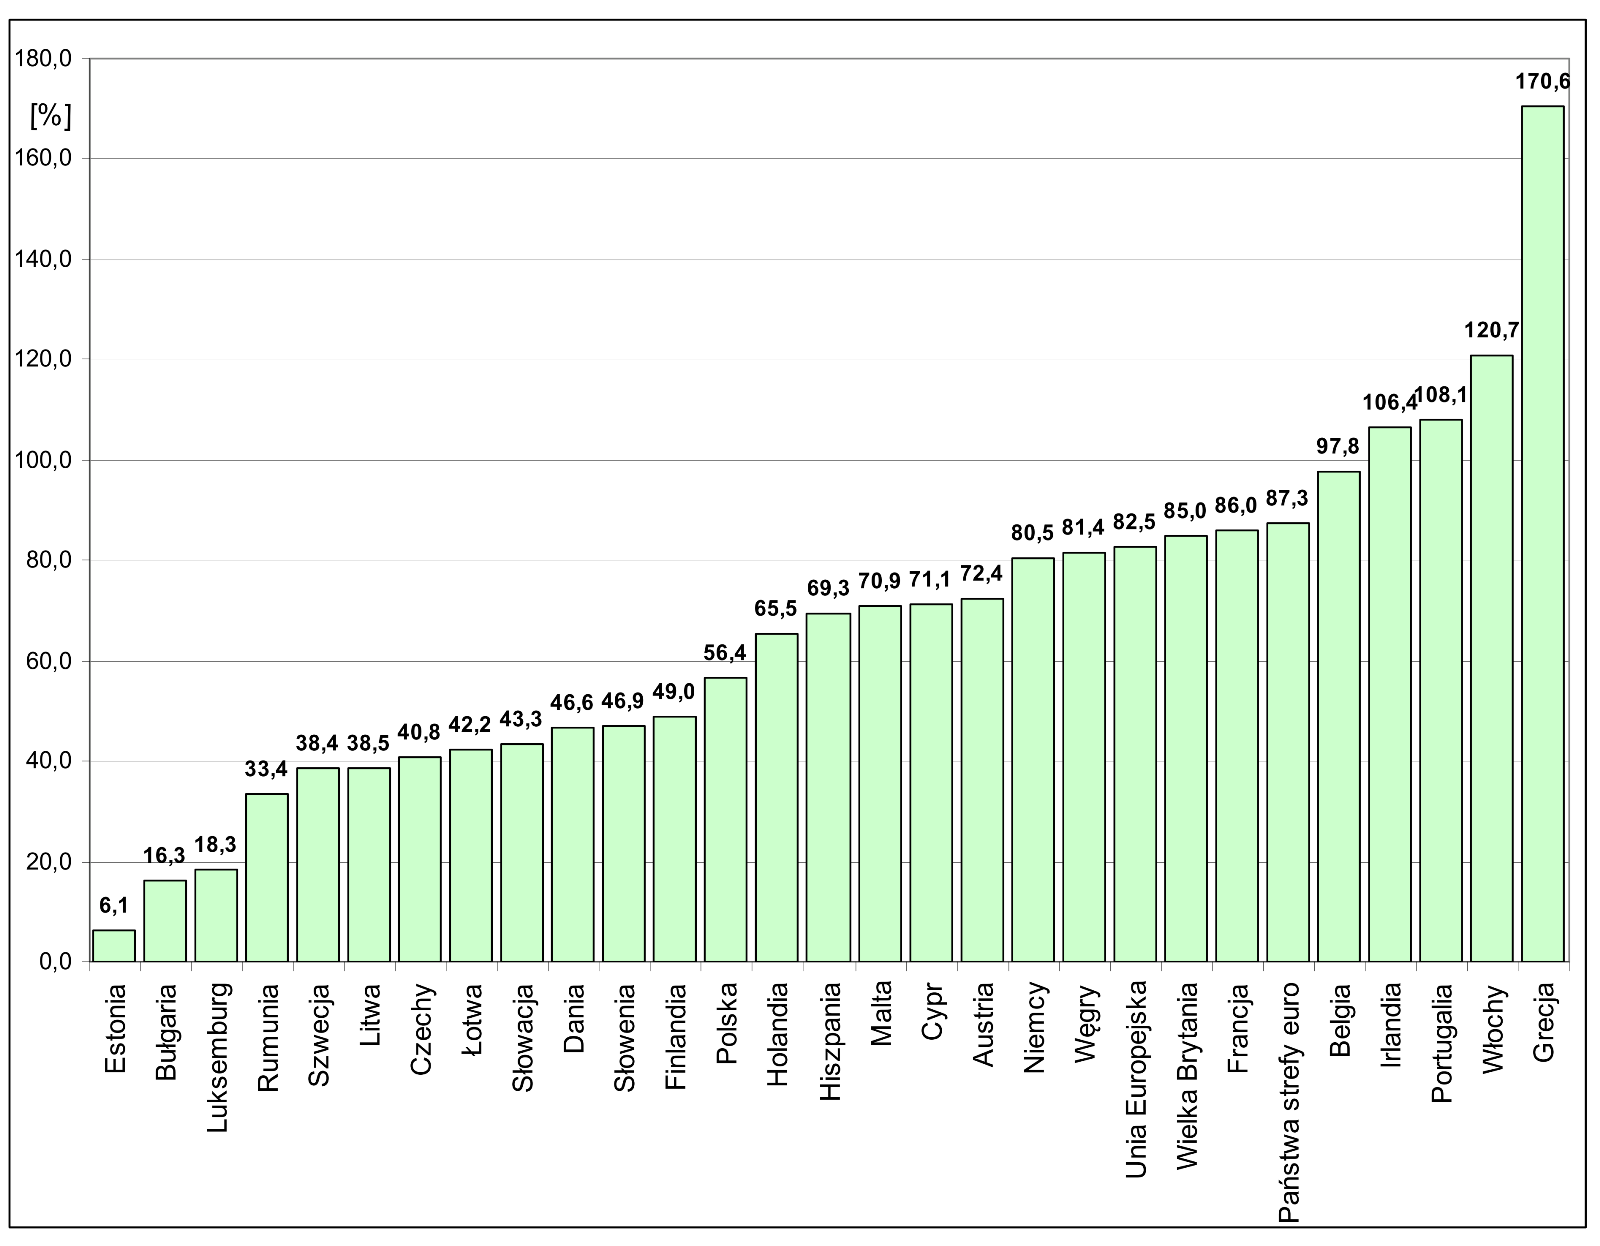 180,0
[%]
160,0
140,0
120,0
100,0
80,0
60,0
40,0
20,0
0,0
6,1
16,3
18,3
33,4
38,4
38,5
40,8
42,2
43,3
46,6
46,9
49,0
56,4
65,5
69,3
70,9
71,1
72,4
80,5
81,4
82,5
85,0
86,0
87,3
97,8
106,4
108,1
120,7
170,6
Estonia
Bułgaria
Luksemburg
Rumunia
Szwecja
Litwa
Czechy
Łotwa
Słowacja
Dania
Słowenia
Finlandia
Polska
Holandia
Hiszpania
Malta
Cypr
Austria
Niemcy
Węgry
Unia Europejska
Wielka Brytania
Francja
Państwa strefy euro
Belgia
Irlandia
Portugalia
Włochy
Grecja